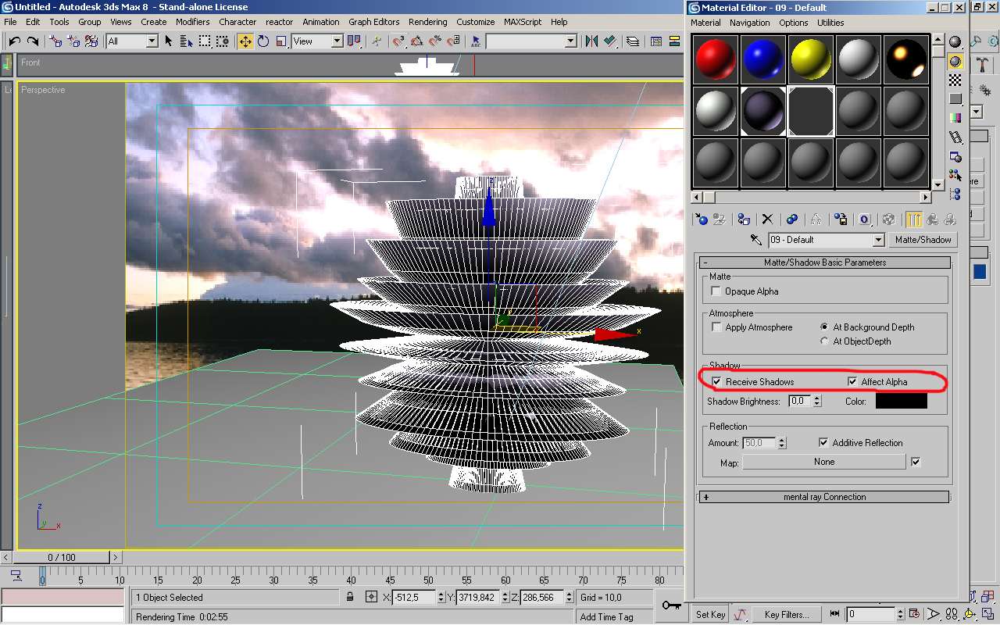 Untitled - Autodesk 3ds Max 8 - Stand-alone License
File Edit Tools Group Views Create Modifiers Character reactor Animation Graph Editors Rendering Customize MAXScript Help
All
View
ABC
Front
Perspective
z
x
y
x
z
y
x
0 / 100
0 5 10 15 20 25 30 35 40 45 50 55 60 65 70 75 80
1 Object Selected
X: -512,5 Y: 3719,842 Z: 286,566
Grid = 10,0
Rendering Time 0:02:55
Add Time Tag
Set Key
Key Filters...
0
Material Editor - 09 - Default
Material Navigation Options Utilities
09 - Default
Matte/Shadow
- Matte/Shadow Basic Parameters
Matte
Opaque Alpha
Atmosphere
Apply Atmosphere
At Background Depth
At ObjectDepth
Shadow
Receive Shadows
Affect Alpha
Shadow Brightness: 0,0
Color:
Reflection
Amount: 50,0
Additive Reflection
Map: None
+ mental ray Connection